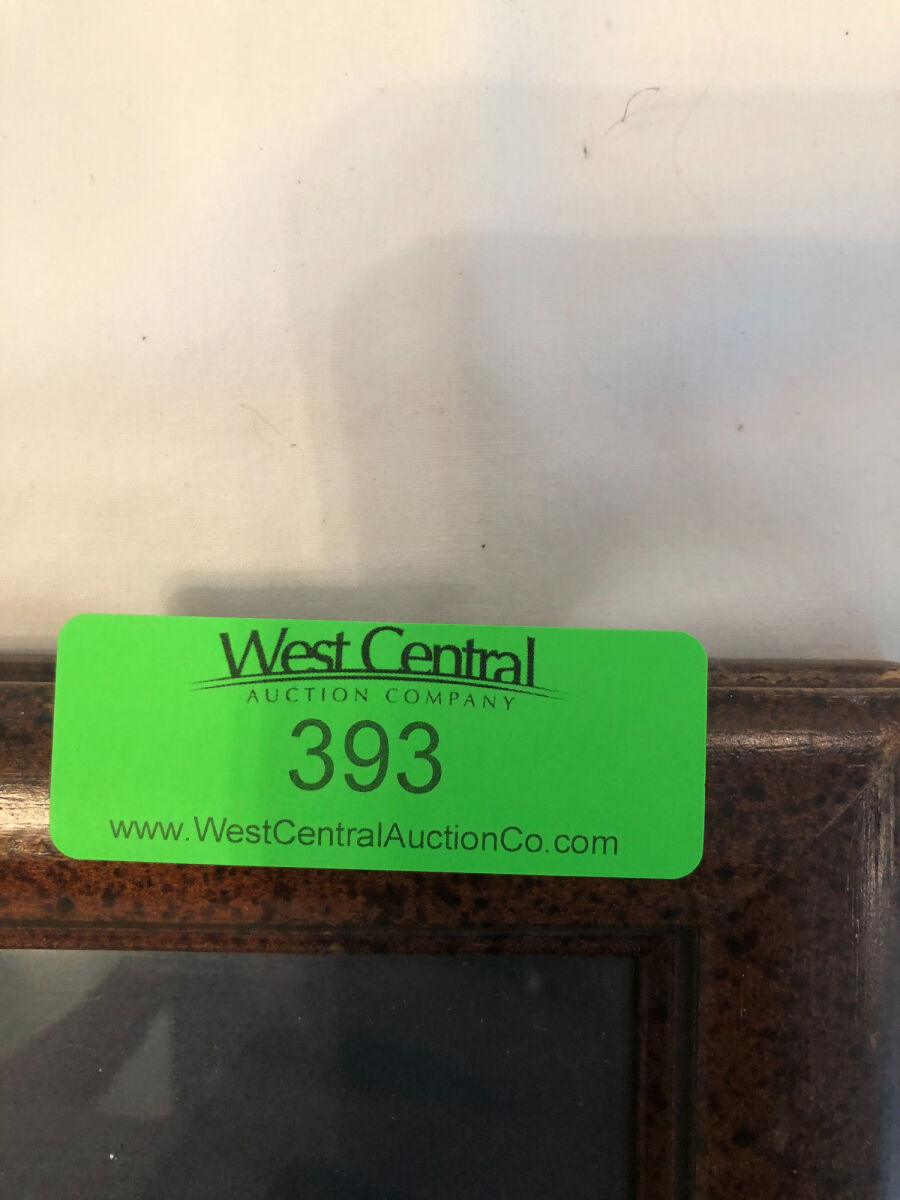 West Central
AUCTION COMPANY
393
www.WestCentralAuctionCo.com